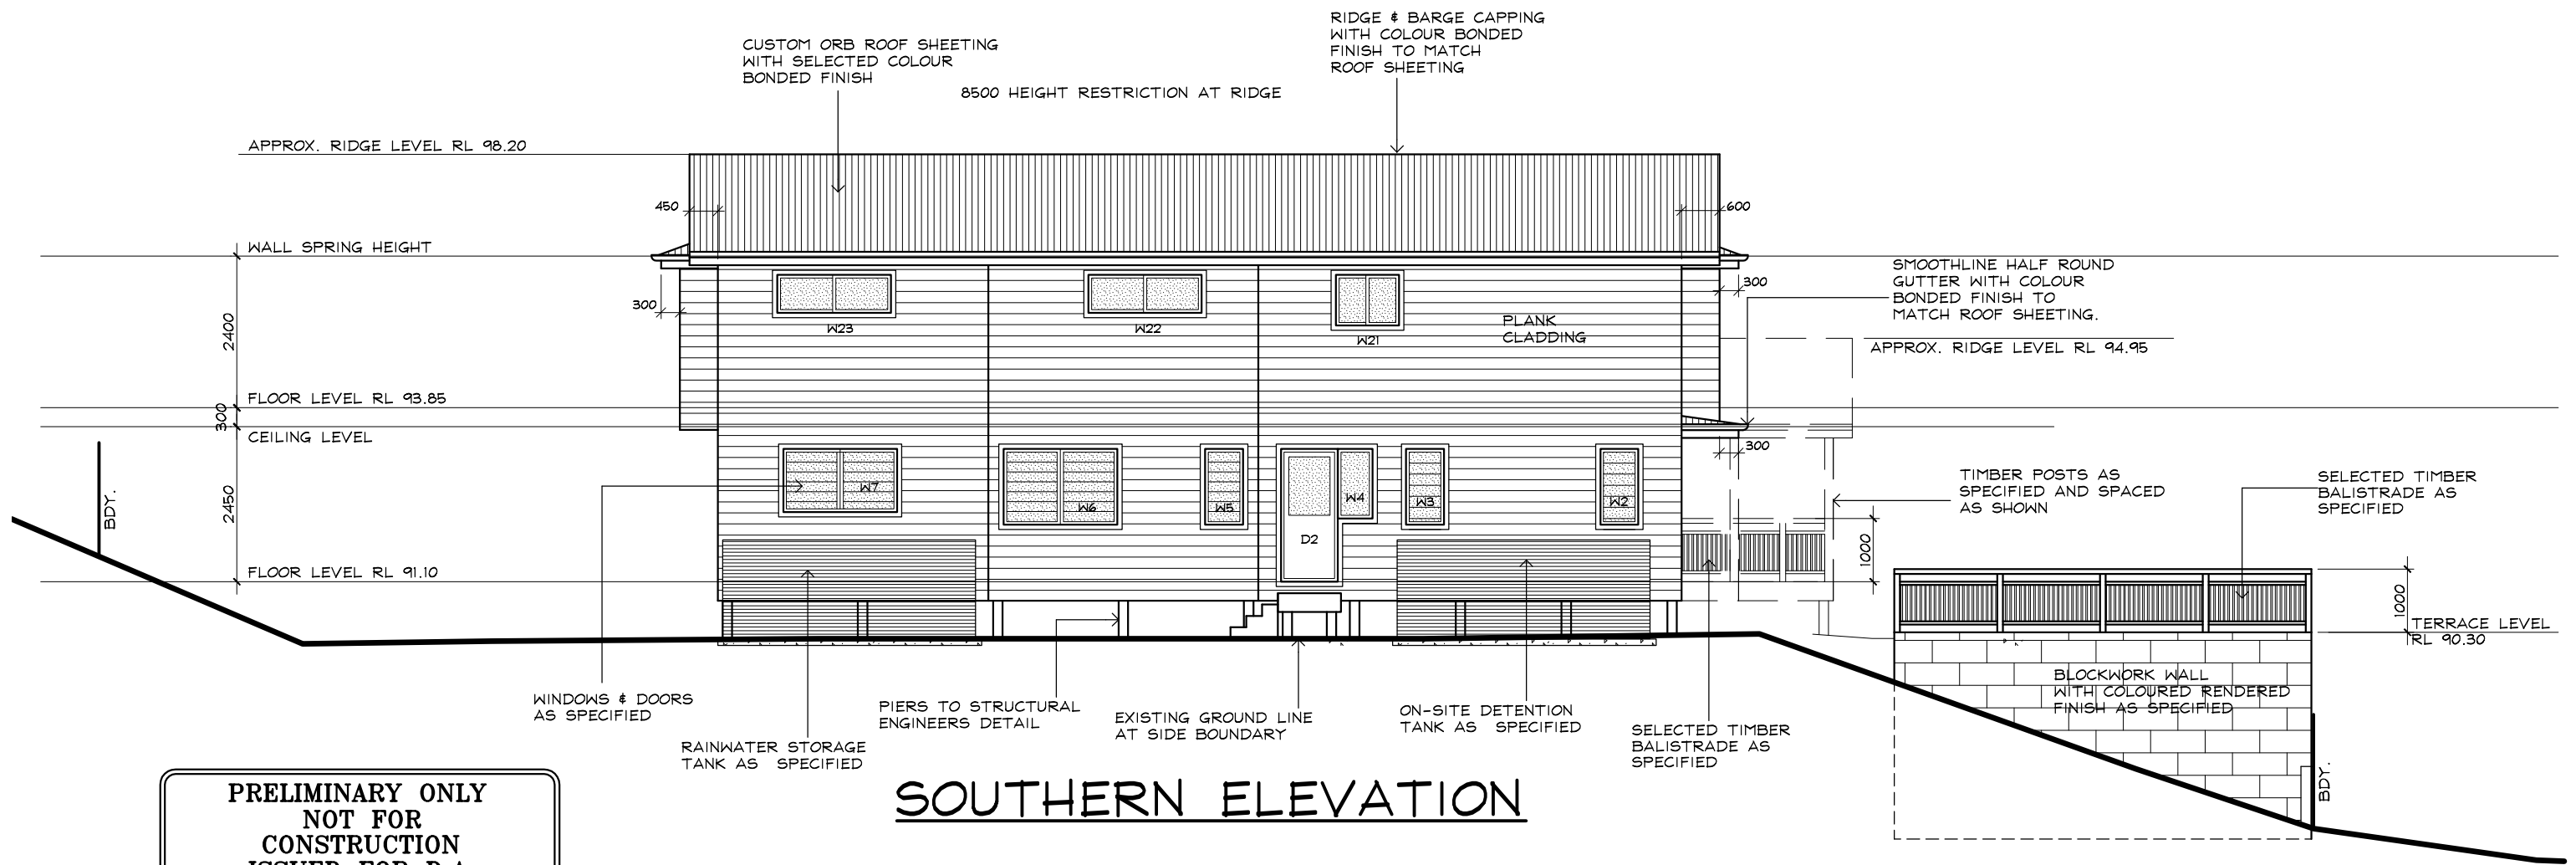 RIDGE & BARGE CAPPING
WITH COLOUR BONDED
FINISH TO MATCH
ROOF SHEETING
CUSTOM ORB ROOF SHEETING
WITH SELECTED COLOUR
BONDED FINISH
8500 HEIGHT RESTRICTION AT RIDGE
APPROX. RIDGE LEVEL RL 98.20
450
600
WALL SPRING HEIGHT
SMOOTHLINE HALF ROUND
GUTTER WITH COLOUR
BONDED FINISH TO
MATCH ROOF SHEETING.
300
300
W23
W22
W21
PLANK
CLADDING
2400
APPROX. RIDGE LEVEL RL 94.95
FLOOR LEVEL RL 93.85
300
CEILING LEVEL
300
BDY.
2450
W7
W6
W5
W4
W3
W2
D2
TIMBER POSTS AS
SPECIFIED AND SPACED
AS SHOWN
SELECTED TIMBER
BALISTRADE AS
SPECIFIED
1000
FLOOR LEVEL RL 91.10
1000
TERRACE LEVEL
RL 90.30
BLOCKWORK WALL
WITH COLOURED RENDERED
FINISH AS SPECIFIED
WINDOWS & DOORS
AS SPECIFIED
PIERS TO STRUCTURAL
ENGINEERS DETAIL
EXISTING GROUND LINE
AT SIDE BOUNDARY
ON-SITE DETENTION
TANK AS SPECIFIED
SELECTED TIMBER
BALISTRADE AS
SPECIFIED
RAINWATER STORAGE
TANK AS SPECIFIED
BDY.
SOUTHERN ELEVATION
PRELIMINARY ONLY
NOT FOR
CONSTRUCTION
ISSUED FOR D.A.